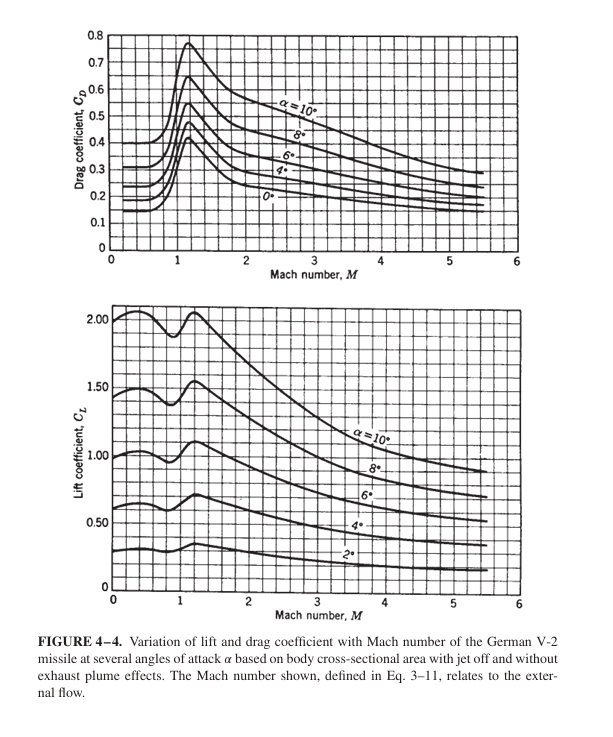 0.8
0.7
0.6
0.5
0.4
0.3
0.2
0.1
0
Drag coefficient, C_D
α = 10°
8°
6°
4°
0°
0 1 2 3 4 5 6
Mach number, M
2.00
1.50
1.00
0.50
0
Lift coefficient, C_L
α = 10°
8°
6°
4°
2°
0 1 2 3 4 5 6
Mach number, M
FIGURE 4–4. Variation of lift and drag coefficient with Mach number of the German V-2
missile at several angles of attack α based on body cross-sectional area with jet off and without
exhaust plume effects. The Mach number shown, defined in Eq. 3–11, relates to the exter-
nal flow.